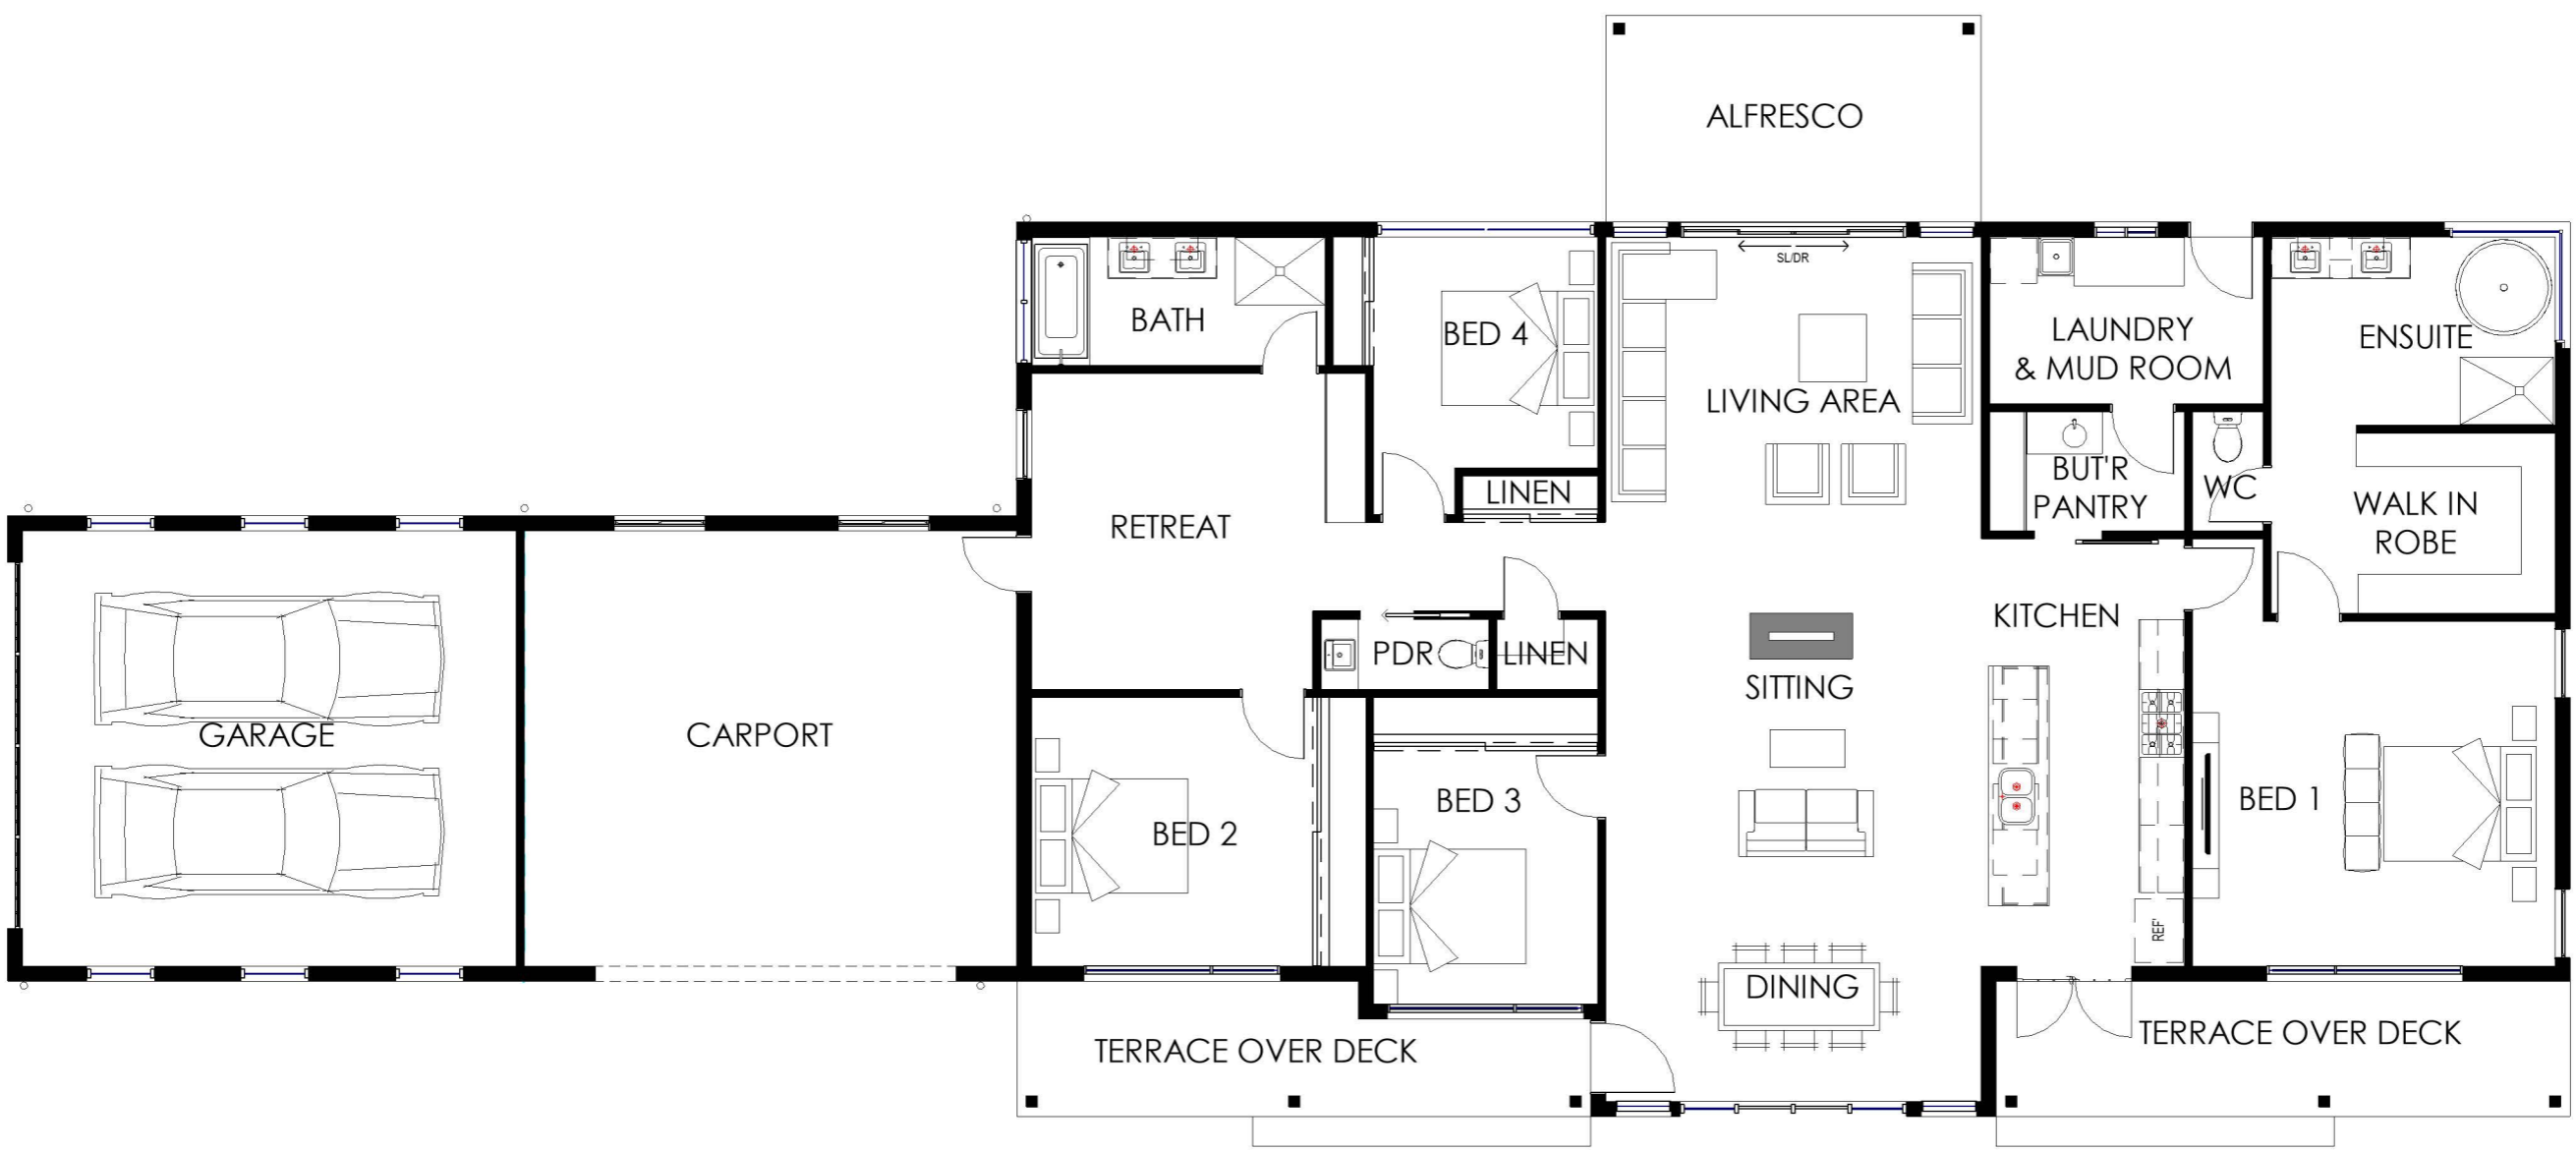 ALFRESCO
SL/DR
BATH
BED 4
LIVING AREA
LAUNDRY
& MUD ROOM
ENSUITE
LINEN
BUT'R
PANTRY
WC
WALK IN
ROBE
RETREAT
KITCHEN
PDR
LINEN
SITTING
GARAGE
CARPORT
BED 2
BED 3
BED 1
REF'
DINING
TERRACE OVER DECK
TERRACE OVER DECK